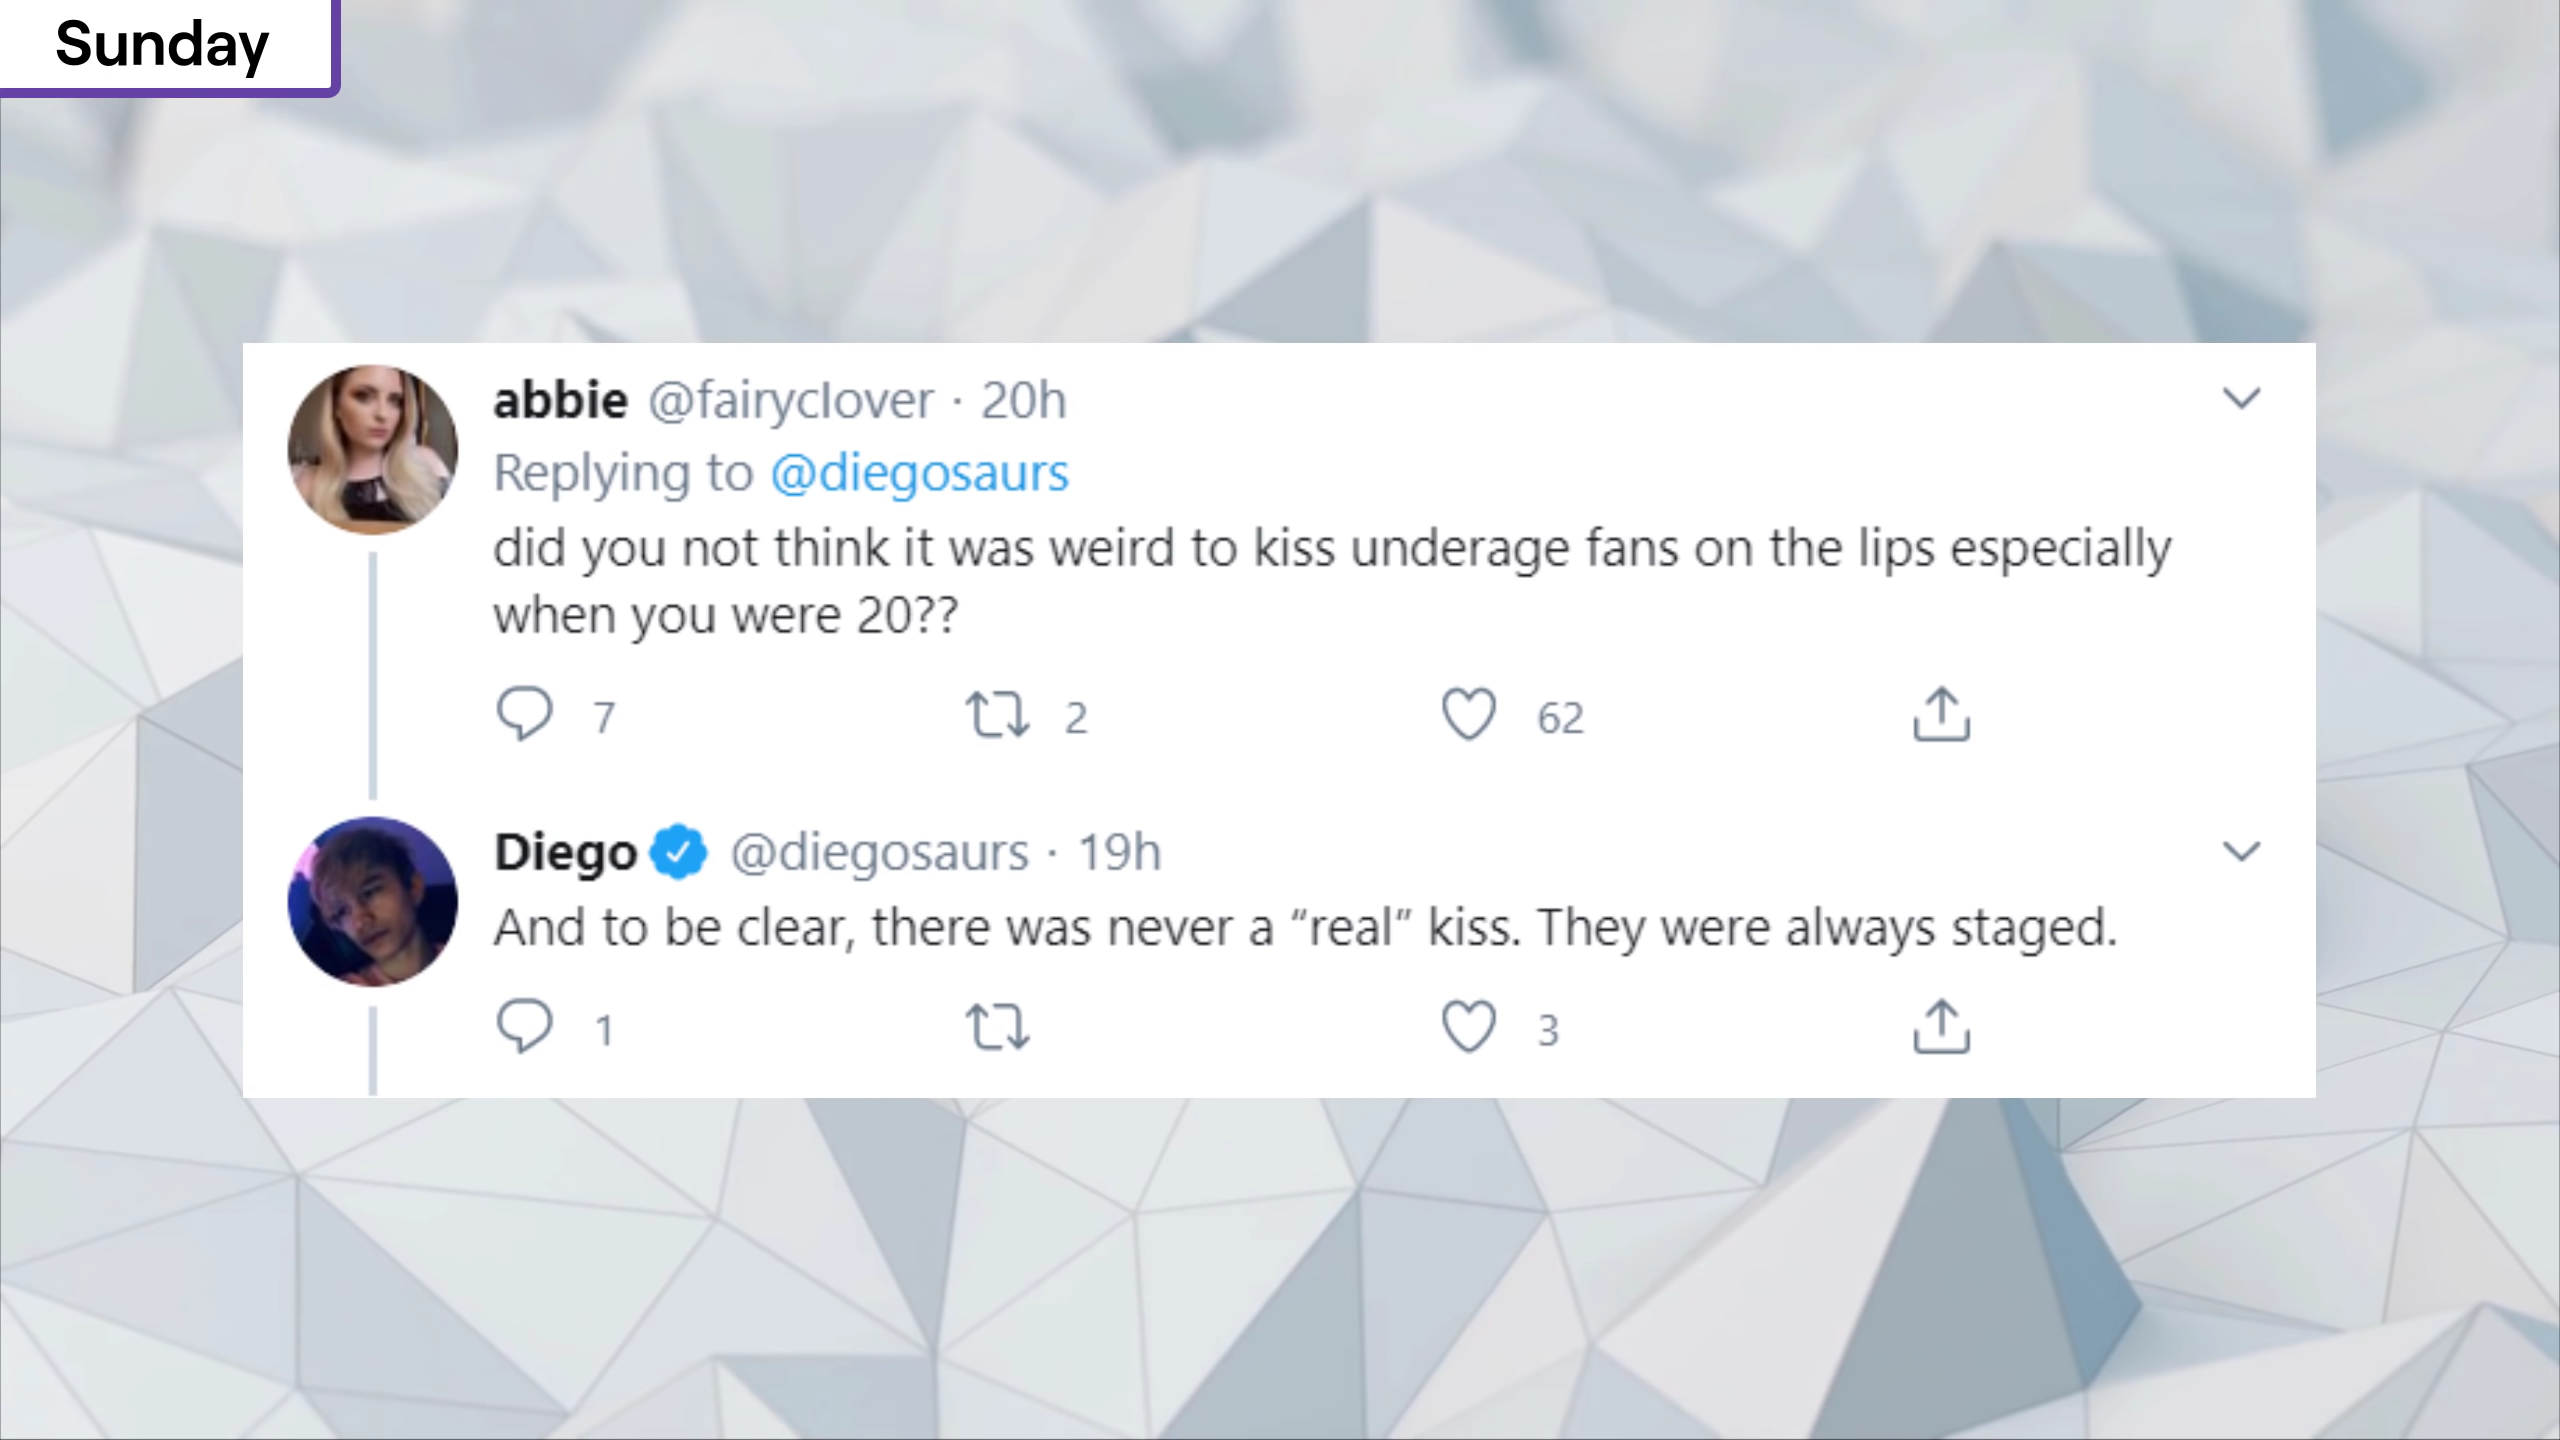 Sunday
abbie @fairyclover · 20h
Replying to @diegosaurs
did you not think it was weird to kiss underage fans on the lips especially
when you were 20??
7 2 62
Diego @diegosaurs · 19h
And to be clear, there was never a “real” kiss. They were always staged.
1 3